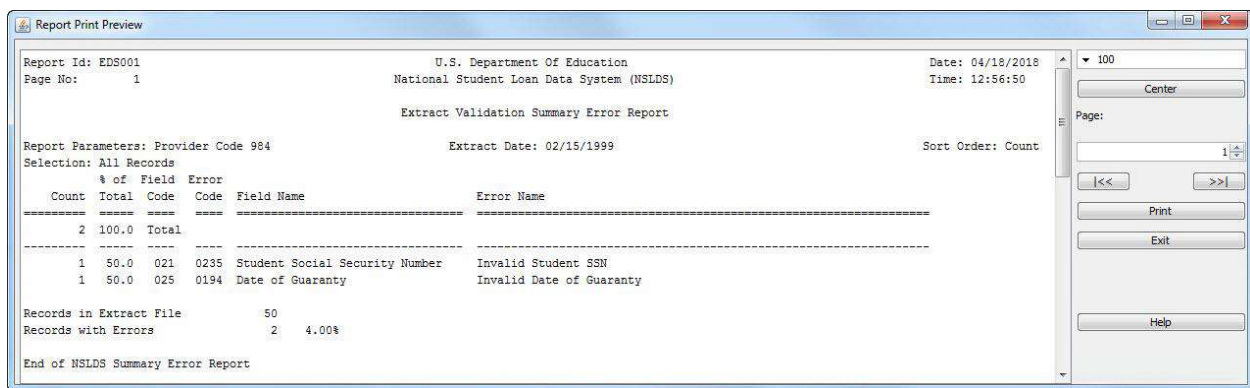 Report Print Preview
Report Id: EDS001 U.S. Department Of Education Date: 04/18/2018
Page No: 1 National Student Loan Data System (NSLDS) Time: 12:56:50
Extract Validation Summary Error Report
Report Parameters: Provider Code 984 Extract Date: 02/15/1999 Sort Order: Count
Selection: All Records
% of Field Error
Count Total Code Code Field Name Error Name
2 100.0 Total
1 50.0 021 0235 Student Social Security Number Invalid Student SSN
1 50.0 025 0194 Date of Guaranty Invalid Date of Guaranty
Records in Extract File 50
Records with Errors 2 4.00%
End of NSLDS Summary Error Report
100
Center
Page:
1
|<< >>|
Print
Exit
Help